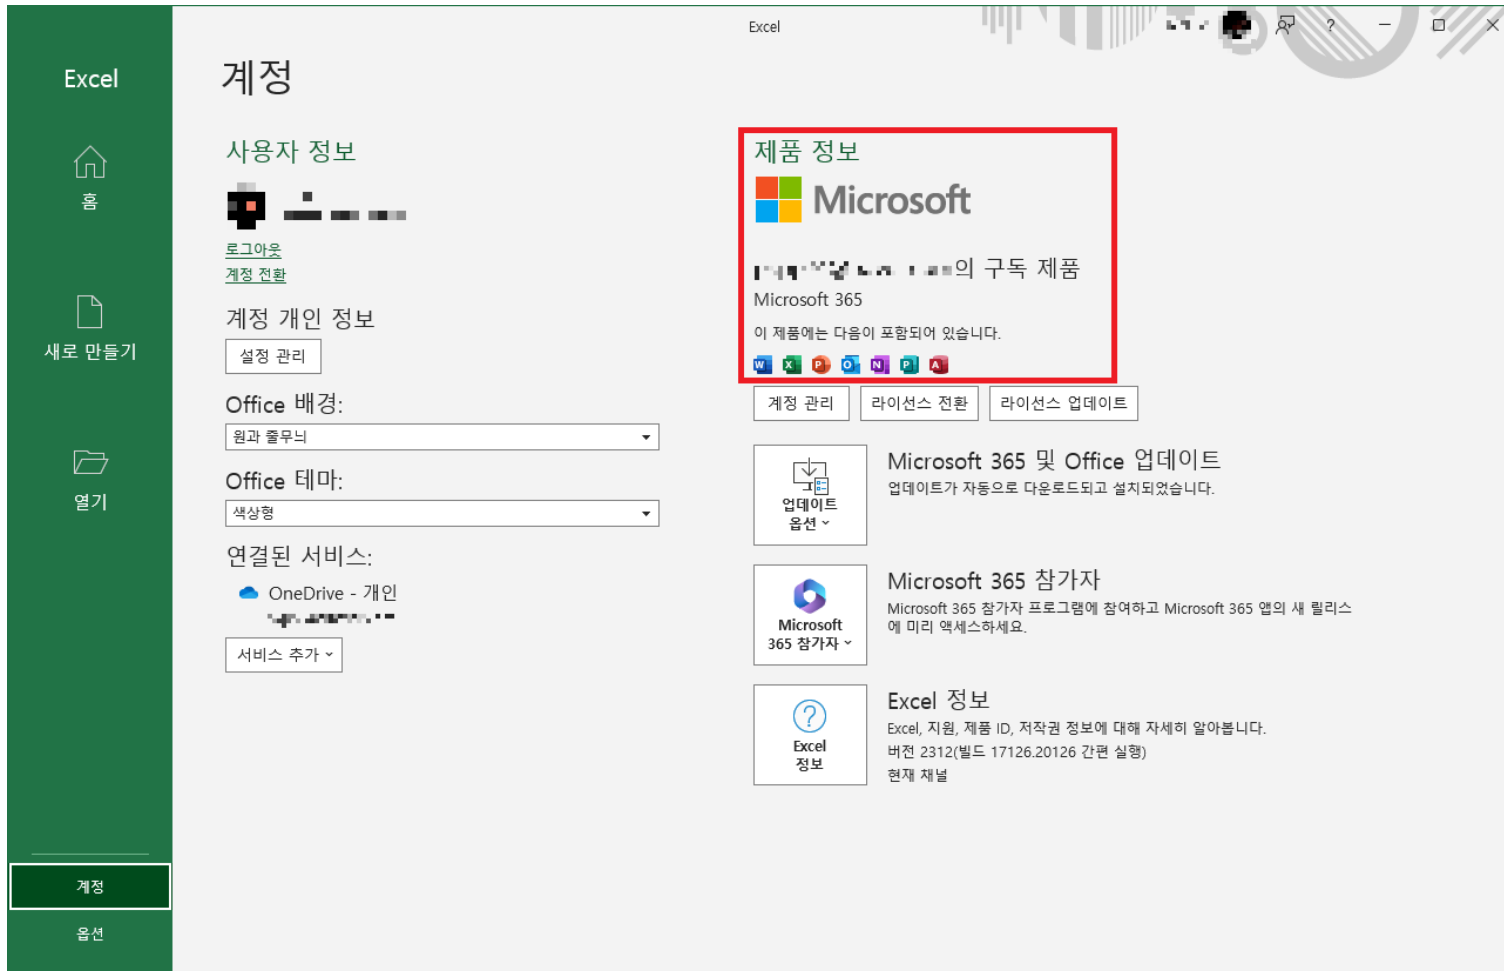 Excel
?
Excel
홈
새로 만들기
열기
계정
옵션
계정
사용자 정보
로그아웃
계정 전환
계정 개인 정보
설정 관리
Office 배경:
원과 줄무늬
Office 테마:
색상형
연결된 서비스:
OneDrive - 개인
서비스 추가
제품 정보
Microsoft
의 구독 제품
Microsoft 365
이 제품에는 다음이 포함되어 있습니다.
W X P O N P A
계정 관리 라이선스 전환 라이선스 업데이트
업데이트
옵션
Microsoft 365 및 Office 업데이트
업데이트가 자동으로 다운로드되고 설치되었습니다.
Microsoft
365 참가자
Microsoft 365 참가자
Microsoft 365 참가자 프로그램에 참여하고 Microsoft 365 앱의 새 릴리스
에 미리 액세스하세요.
?
Excel
정보
Excel 정보
Excel, 지원, 제품 ID, 저작권 정보에 대해 자세히 알아봅니다.
버전 2312(빌드 17126.20126 간편 실행)
현재 채널